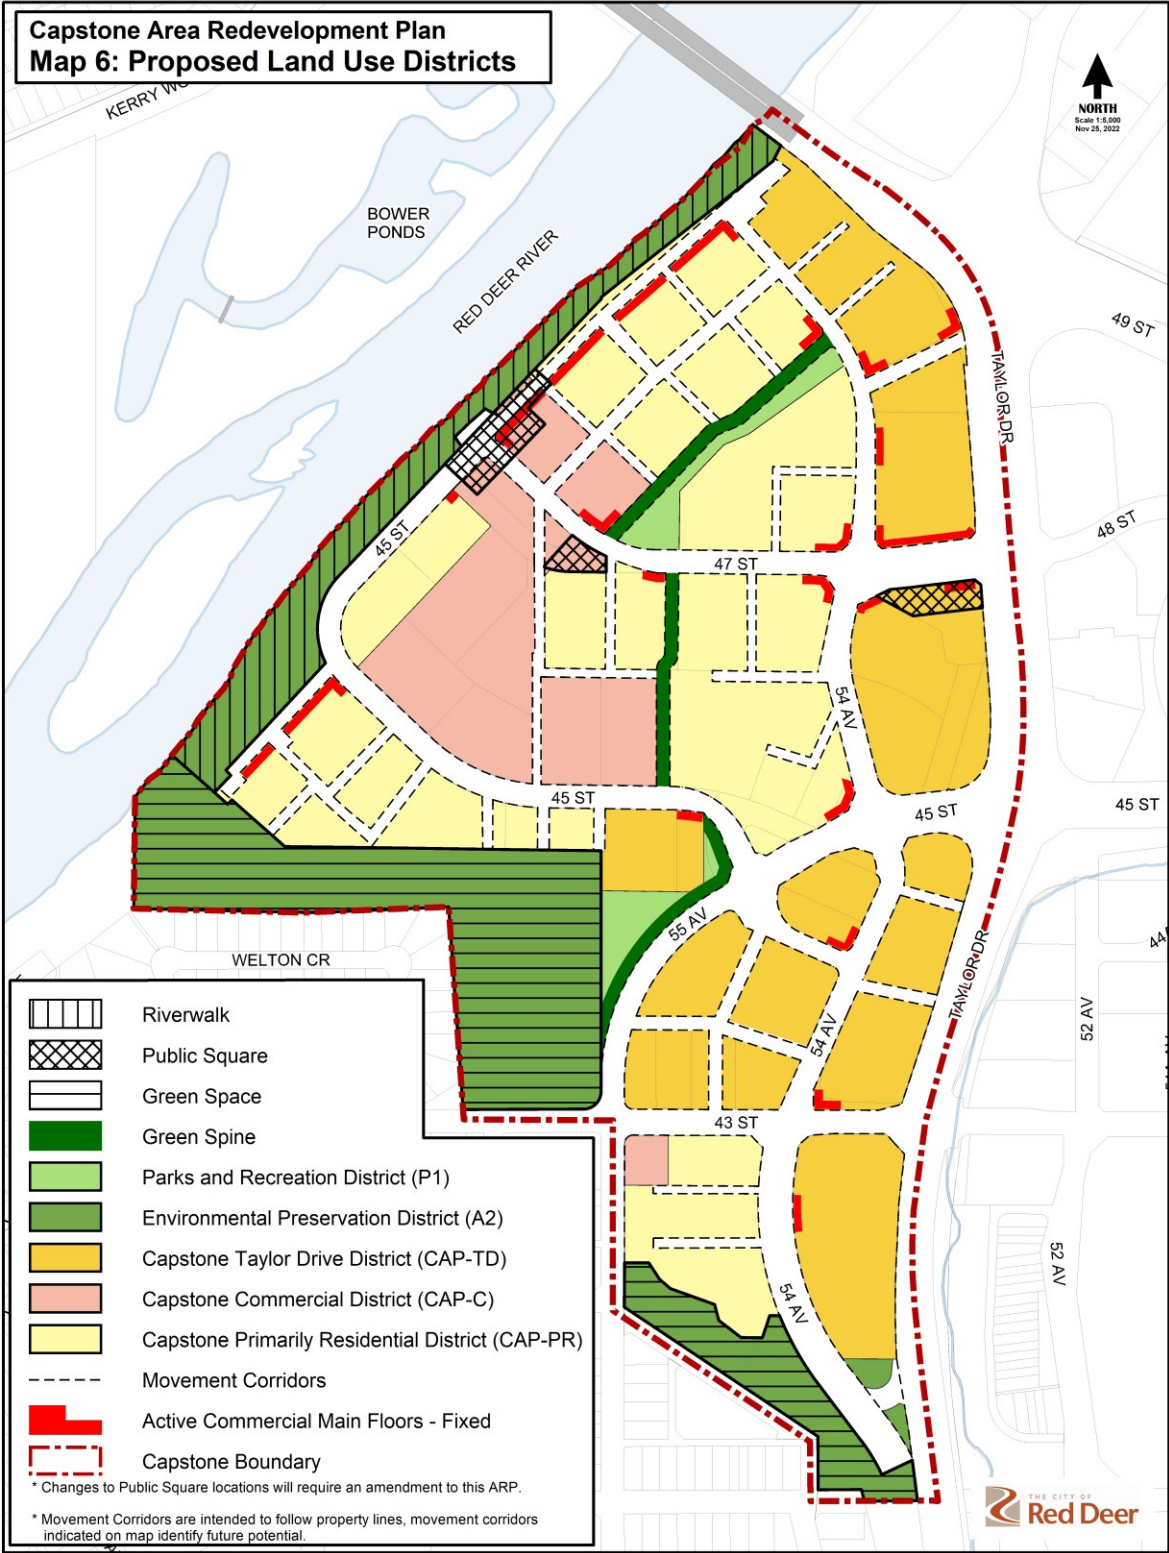 Capstone Area Redevelopment Plan
Map 6: Proposed Land Use Districts
KERRY
NORTH
Scale 1:5,000
Nov 25, 2022
BOWER
PONDS
RED DEER RIVER
49 ST
TAYLOR DR
48 ST
45 ST
47 ST
54 AV
45 ST
45 ST
45 ST
55 AV
WELTON CR
TAYLOR DR
44
52 AV
54 AV
43 ST
52 AV
54 AV
Riverwalk
Public Square
Green Space
Green Spine
Parks and Recreation District (P1)
Environmental Preservation District (A2)
Capstone Taylor Drive District (CAP-TD)
Capstone Commercial District (CAP-C)
Capstone Primarily Residential District (CAP-PR)
Movement Corridors
Active Commercial Main Floors - Fixed
Capstone Boundary
* Changes to Public Square locations will require an amendment to this ARP.
* Movement Corridors are intended to follow property lines, movement corridors
indicated on map identify future potential.
THE CITY OF
Red Deer